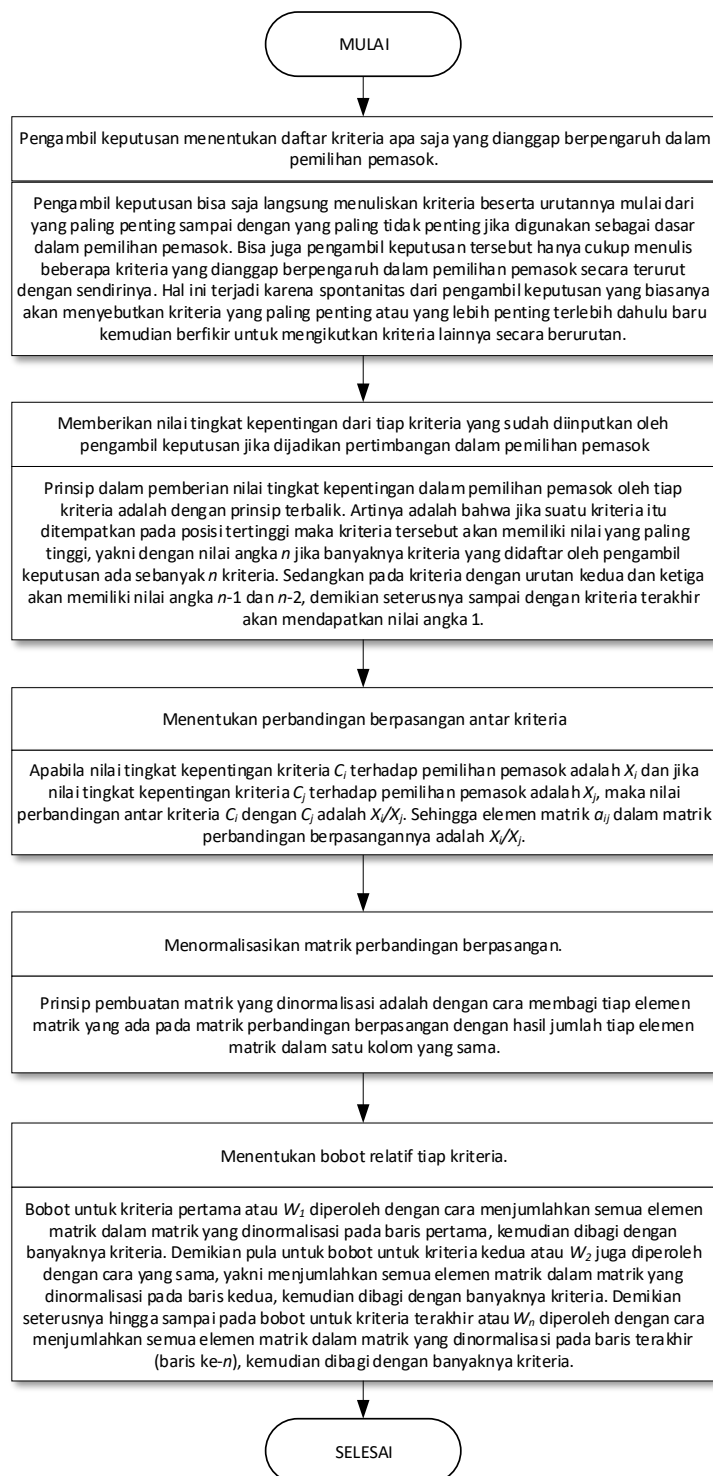 MULAI
Pengambil keputusan menentukan daftar kriteria apa saja yang dianggap berpengaruh dalam
pemilihan pemasok.
Pengambil keputusan bisa saja langsung menuliskan kriteria beserta urutannya mulai dari
yang paling penting sampai dengan yang paling tidak penting jika digunakan sebagai dasar
dalam pemilihan pemasok. Bisa juga pengambil keputusan tersebut hanya cukup menulis
beberapa kriteria yang dianggap berpengaruh dalam pemilihan pemasok secara terurut
dengan sendirinya. Hal ini terjadi karena spontanitas dari pengambil keputusan yang biasanya
akan menyebutkan kriteria yang paling penting atau yang lebih penting terlebih dahulu baru
kemudian berfikir untuk mengikutkan kriteria lainnya secara berurutan.
Memberikan nilai tingkat kepentingan dari tiap kriteria yang sudah diinputkan oleh
pengambil keputusan jika dijadikan pertimbangan dalam pemilihan pemasok
Prinsip dalam pemberian nilai tingkat kepentingan dalam pemilihan pemasok oleh tiap
kriteria adalah dengan prinsip terbalik. Artinya adalah bahwa jika suatu kriteria itu
ditempatkan pada posisi tertinggi maka kriteria tersebut akan memiliki nilai yang paling
tinggi, yakni dengan nilai angka n jika banyaknya kriteria yang didaftar oleh pengambil
keputusan ada sebanyak n kriteria. Sedangkan pada kriteria dengan urutan kedua dan ketiga
akan memiliki nilai angka n-1 dan n-2, demikian seterusnya sampai dengan kriteria terakhir
akan mendapatkan nilai angka 1.
Menentukan perbandingan berpasangan antar kriteria
Apabila nilai tingkat kepentingan kriteria Ci terhadap pemilihan pemasok adalah Xi dan jika
nilai tingkat kepentingan kriteria Cj terhadap pemilihan pemasok adalah Xj, maka nilai
perbandingan antar kriteria Ci dengan Cj adalah Xi/Xj. Sehingga elemen matrik aij dalam matrik
perbandingan berpasangannya adalah Xi/Xj.
Menormalisasikan matrik perbandingan berpasangan.
Prinsip pembuatan matrik yang dinormalisasi adalah dengan cara membagi tiap elemen
matrik yang ada pada matrik perbandingan berpasangan dengan hasil jumlah tiap elemen
matrik dalam satu kolom yang sama.
Menentukan bobot relatif tiap kriteria.
Bobot untuk kriteria pertama atau W1 diperoleh dengan cara menjumlahkan semua elemen
matrik dalam matrik yang dinormalisasi pada baris pertama, kemudian dibagi dengan
banyaknya kriteria. Demikian pula untuk bobot untuk kriteria kedua atau W2 juga diperoleh
dengan cara yang sama, yakni menjumlahkan semua elemen matrik dalam matrik yang
dinormalisasi pada baris kedua, kemudian dibagi dengan banyaknya kriteria. Demikian
seterusnya hingga sampai pada bobot untuk kriteria terakhir atau Wn diperoleh dengan cara
menjumlahkan semua elemen matrik dalam matrik yang dinormalisasi pada baris terakhir
(baris ke-n), kemudian dibagi dengan banyaknya kriteria.
SELESAI